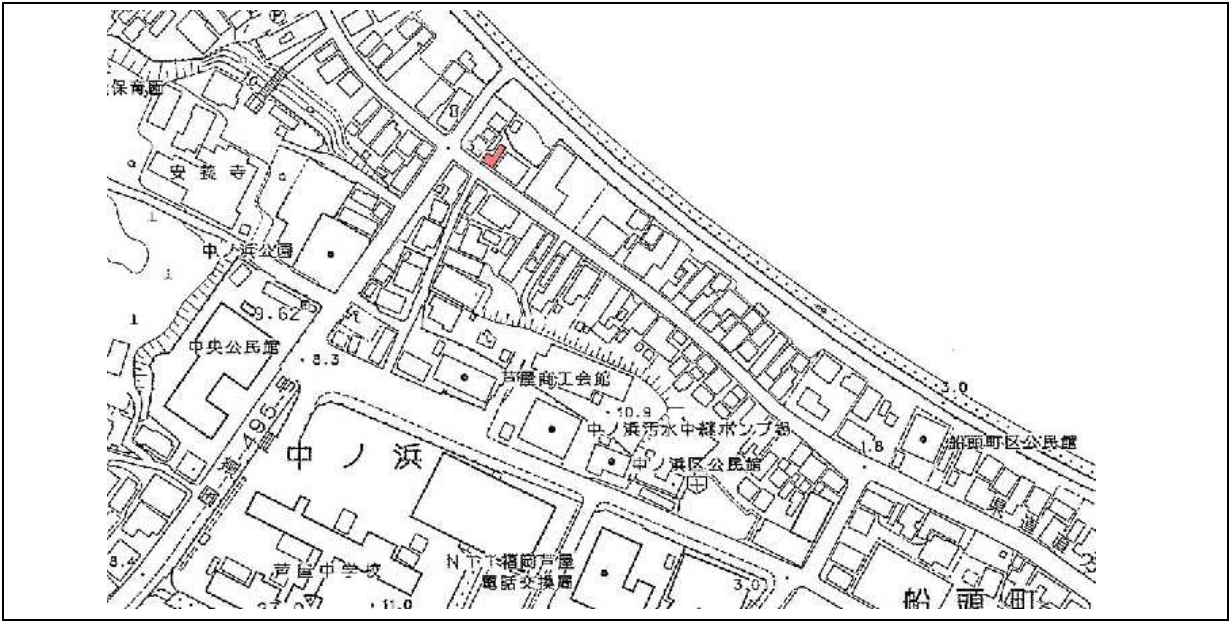 保育園
安養寺
中ノ浜公園
9.62
中央公民館
8.3
芦屋商工会館
10.9
中ノ浜汚水中継ポンプ場
中ノ浜区公民館
3.0
1.8
船頭町区公民館
495
中ノ浜
県道
芦屋中学校
NTT福岡芦屋
電話交換局
8.4
11.0
3.0
船頭町